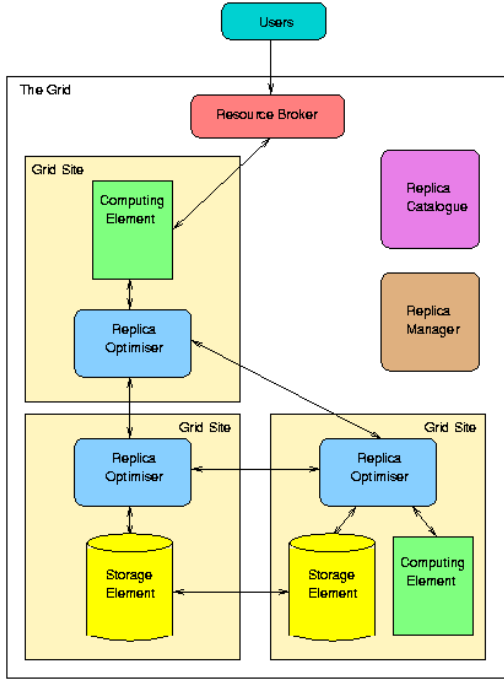 Users
The Grid
Resource Broker
Grid Site
Computing
Element
Replica
Catalogue
Replica
Manager
Replica
Optimiser
Grid Site
Replica
Optimiser
Storage
Element
Grid Site
Replica
Optimiser
Storage
Element
Computing
Element